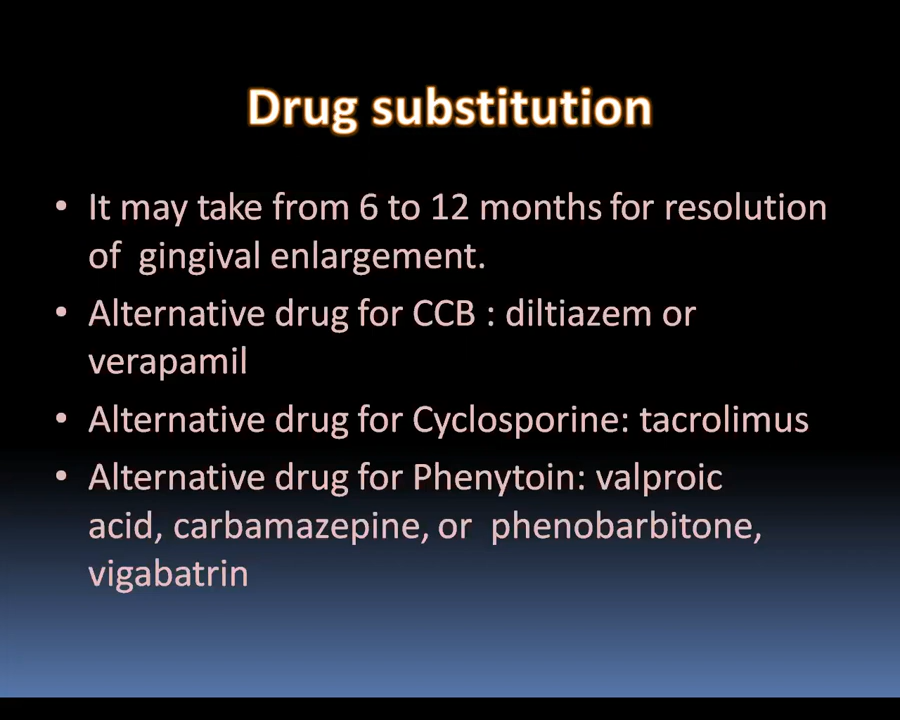 Drug substitution
• It may take from 6 to 12 months for resolution
of gingival enlargement.
• Alternative drug for CCB : diltiazem or
verapamil
• Alternative drug for Cyclosporine: tacrolimus
• Alternative drug for Phenytoin: valproic
acid, carbamazepine, or phenobarbitone,
vigabatrin